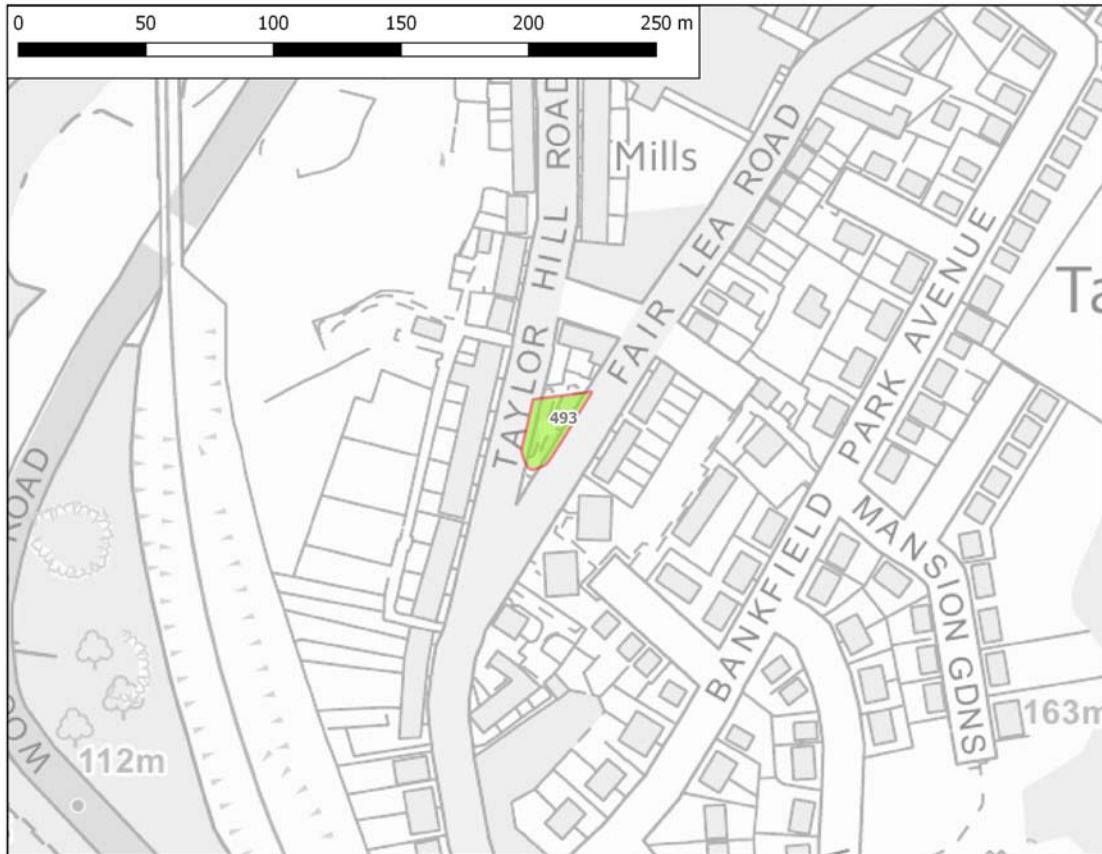 0 50 100 150 200 250 m
TAYLOR HILL ROAD
Mills
FAIR LEA ROAD
Ta
PARK AVENUE
493
ROAD
MANSION GDNS
BANKFIELD
163m
WOO
112m